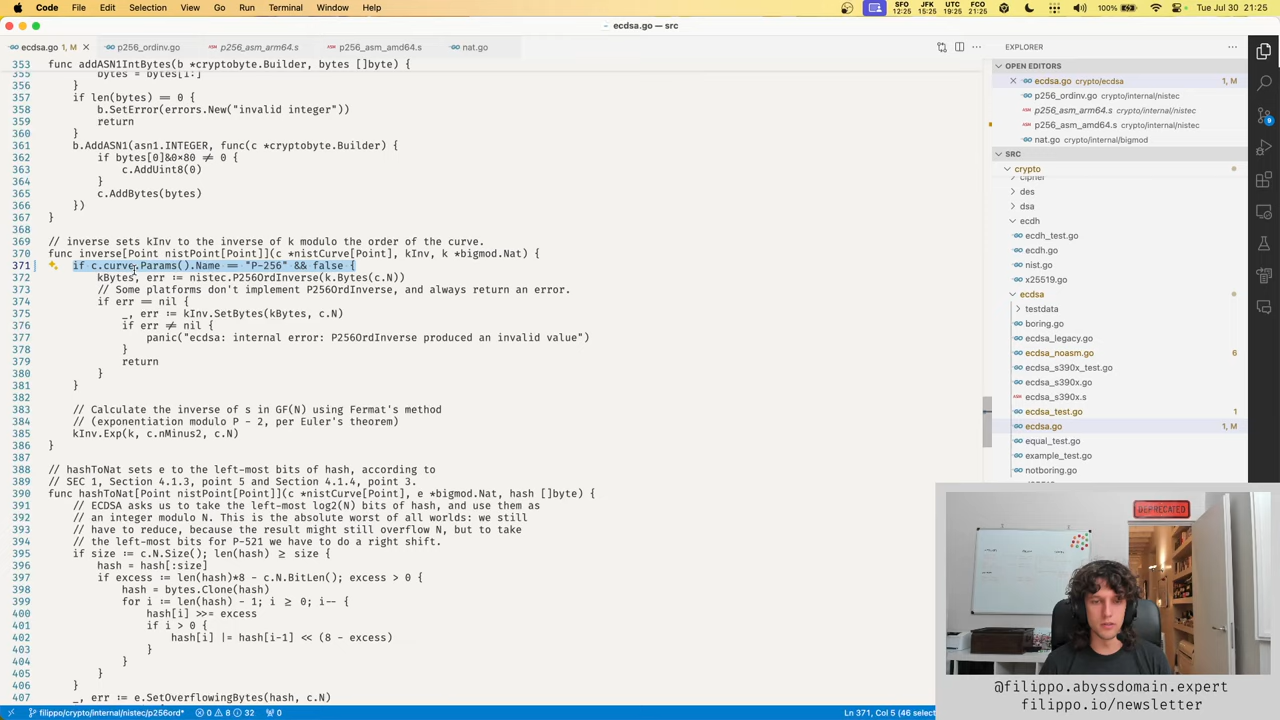 Code File Edit Selection View Go Run Terminal Window Help
SFO 12:25 JFK 15:25 UTC 19:25 FCO 21:25
100% Tue Jul 30 21:25
ecdsa.go — src
ecdsa.go 1, M p256_ordinv.go p256_asm_arm64.s p256_asm_amd64.s nat.go
353 func addASN1IntBytes(b *cryptobyte.Builder, bytes []byte) {
355 bytes = bytes[1:]
356 }
357 if len(bytes) == 0 {
358 b.SetError(errors.New("invalid integer"))
359 return
360 }
361 b.AddASN1(asn1.INTEGER, func(c *cryptobyte.Builder) {
362 if bytes[0]&0×80 ≠ 0 {
363 c.AddUint8(0)
364 }
365 c.AddBytes(bytes)
366 })
367 }
368
369 // inverse sets kInv to the inverse of k modulo the order of the curve.
370 func inverse[Point nistPoint[Point]](c *nistCurve[Point], kInv, k *bigmod.Nat) {
371 if c.curve.Params().Name == "P-256" && false {
372 kBytes, err := nistec.P256OrdInverse(k.Bytes(c.N))
373 // Some platforms don't implement P256OrdInverse, and always return an error.
374 if err == nil {
375 _, err := kInv.SetBytes(kBytes, c.N)
376 if err ≠ nil {
377 panic("ecdsa: internal error: P256OrdInverse produced an invalid value")
378 }
379 return
380 }
381 }
382
383 // Calculate the inverse of s in GF(N) using Fermat's method
384 // (exponentiation modulo P - 2, per Euler's theorem)
385 kInv.Exp(k, c.nMinus2, c.N)
386 }
387
388 // hashToNat sets e to the left-most bits of hash, according to
389 // SEC 1, Section 4.1.3, point 5 and Section 4.1.4, point 3.
390 func hashToNat[Point nistPoint[Point]](c *nistCurve[Point], e *bigmod.Nat, hash []byte) {
391 // ECDSA asks us to take the left-most log2(N) bits of hash, and use them as
392 // an integer modulo N. This is the absolute worst of all worlds: we still
393 // have to reduce, because the result might still overflow N, but to take
394 // the left-most bits for P-521 we have to do a right shift.
395 if size := c.N.Size(); len(hash) ≥ size {
396 hash = hash[:size]
397 if excess := len(hash)*8 - c.N.BitLen(); excess > 0 {
398 hash = bytes.Clone(hash)
399 for i := len(hash) - 1; i ≥ 0; i-- {
400 hash[i] >>= excess
401 if i > 0 {
402 hash[i] |= hash[i-1] << (8 - excess)
403 }
404 }
405 }
406 }
407 _, err := e.SetOverflowingBytes(hash, c.N)
EXPLORER
OPEN EDITORS
ecdsa.go crypto/ecdsa 1, M
p256_ordinv.go crypto/internal/nistec
p256_asm_arm64.s crypto/internal/nistec
p256_asm_amd64.s crypto/internal/nistec
nat.go crypto/internal/bigmod
SRC
crypto
cipher
des
dsa
ecdh
ecdh_test.go
ecdh.go
nist.go
x25519.go
ecdsa
testdata
boring.go
ecdsa_legacy.go
ecdsa_noasm.go 6
ecdsa_s390x_test.go
ecdsa_s390x.go
ecdsa_s390x.s
ecdsa_test.go 1
ecdsa.go 1, M
equal_test.go
example_test.go
notboring.go
9
DEPRECATED
@filippo.abyssdomain.expert
filippo.io/newsletter
filippo/crypto/internal/nistec/p256ord* 0 8 32 0
Ln 371, Col 5 (46 selec